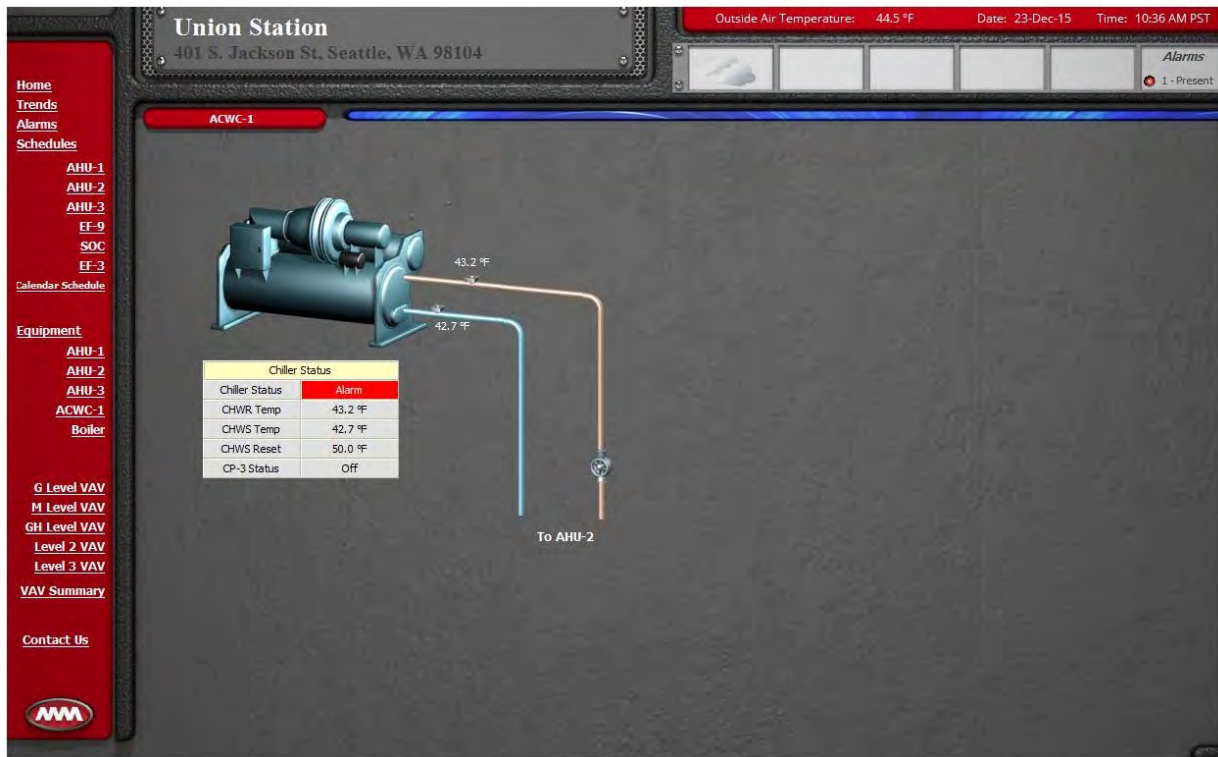 Union Station
401 S. Jackson St, Seattle, WA 98104
Outside Air Temperature: 44.5 °F Date: 23-Dec-15 Time: 10:36 AM PST
Alarms
1 - Present
Home
Trends
Alarms
Schedules
AHU-1
AHU-2
AHU-3
EF-9
SOC
EF-3
Calendar Schedule
Equipment
AHU-1
AHU-2
AHU-3
ACWC-1
Boiler
G Level VAV
M Level VAV
GH Level VAV
Level 2 VAV
Level 3 VAV
VAV Summary
Contact Us
ACWC-1
43.2 °F
42.7 °F
Chiller Status
Chiller Status Alarm
CHWR Temp 43.2 °F
CHWS Temp 42.7 °F
CHWS Reset 50.0 °F
CP-3 Status Off
To AHU-2